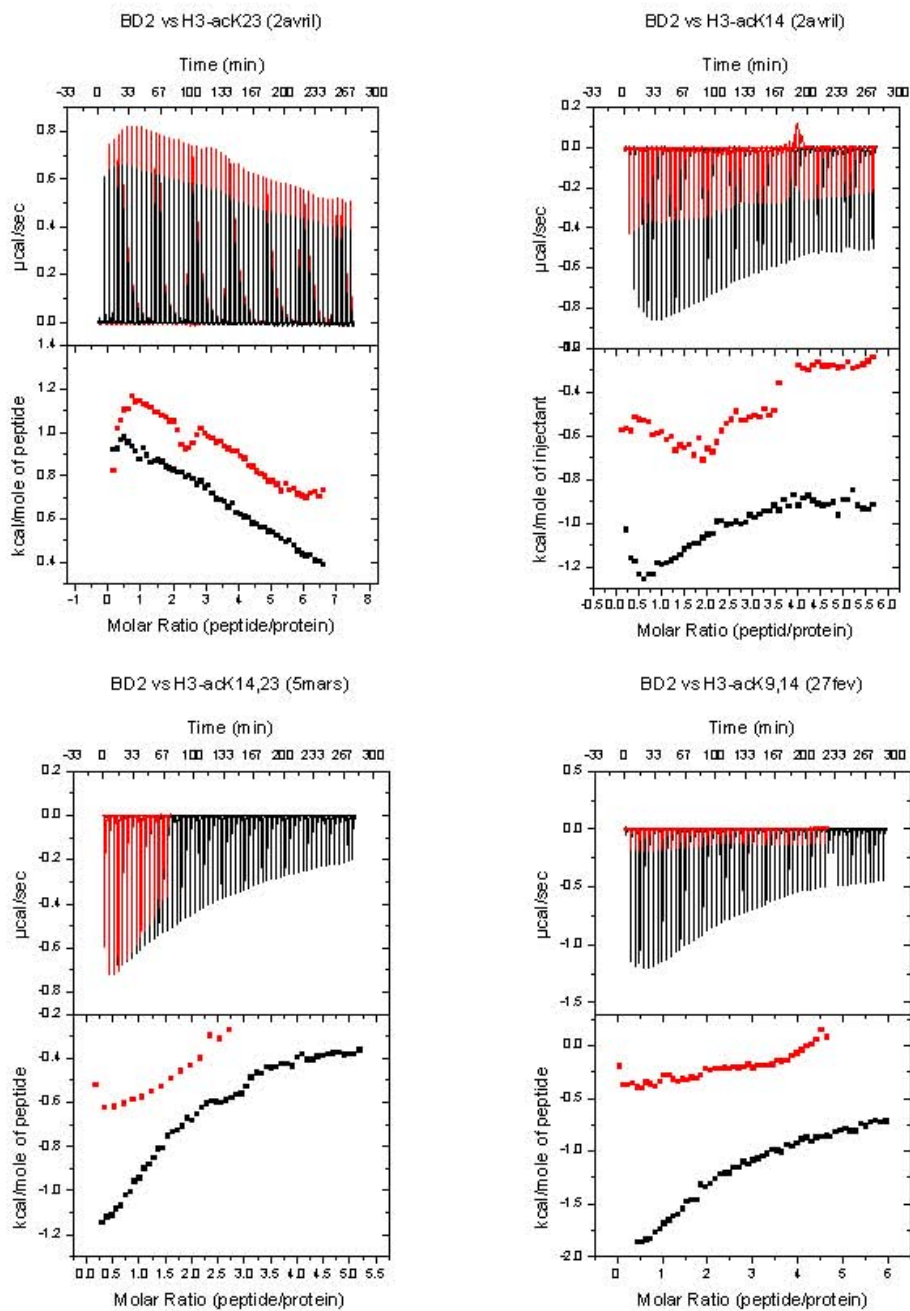 BD2 vs H3-acK23 (2avril)
Time (min)
-33 0 33 67 100 133 167 200 233 267 300
0.8
0.6
0.4
0.2
0.0
µcal/sec
1.4
1.2
1.0
0.8
0.6
0.4
kcal/mole of peptide
-1 0 1 2 3 4 5 6 7 8
Molar Ratio (peptide/protein)
BD2 vs H3-acK14 (2avril)
Time (min)
-33 0 33 67 100 133 167 200 233 267 300
0.2
0.0
-0.2
-0.4
-0.6
-0.8
µcal/sec
-0.4
-0.6
-0.8
-1.0
-1.2
kcal/mole of injectant
-0.5 0.0 0.5 1.0 1.5 2.0 2.5 3.0 3.5 4.0 4.5 5.0 5.5 6.0
Molar Ratio (peptid/protein)
BD2 vs H3-acK14,23 (5mars)
Time (min)
-33 0 33 67 100 133 167 200 233 267 300
0.2
0.0
-0.2
-0.4
-0.6
-0.8
µcal/sec
-0.2
-0.4
-0.6
-0.8
-1.0
-1.2
kcal/mole of peptide
0.0 0.5 1.0 1.5 2.0 2.5 3.0 3.5 4.0 4.5 5.0 5.5
Molar Ratio (peptide/protein)
BD2 vs H3-acK9,14 (27fev)
Time (min)
-33 0 33 67 100 133 167 200 233 267 300
0.5
0.0
-0.5
-1.0
-1.5
µcal/sec
0.0
-0.5
-1.0
-1.5
-2.0
kcal/mole of peptide
0 1 2 3 4 5 6
Molar Ratio (peptide/protein)